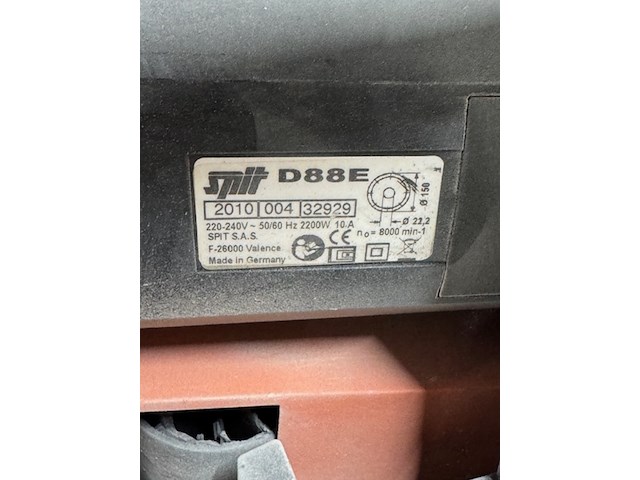 SPIT D88E
2010 004 32929
220-240V ~ 50/60 Hz 2200W 10.A
SPIT S.A.S.
F-26000 Valence
Made in Germany
CE
Ø 150
Ø 22,2
n₀ = 8000 min-1